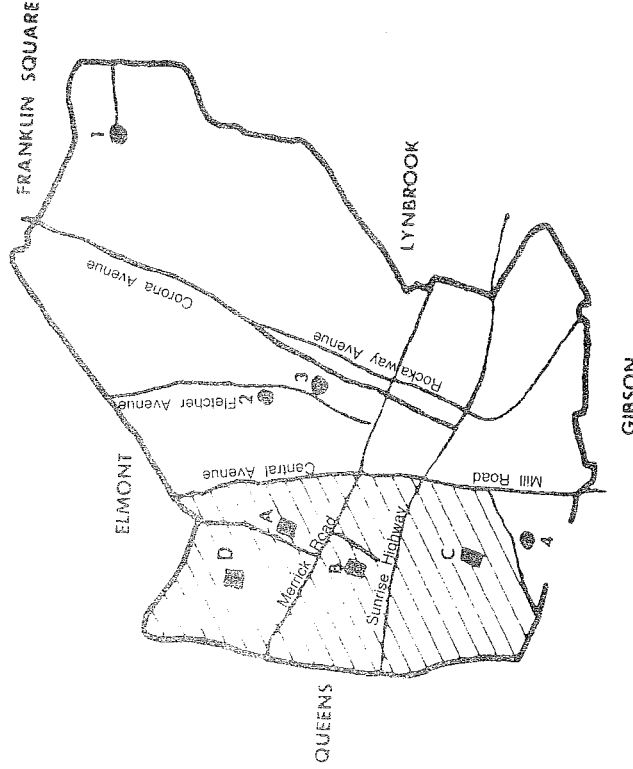 FRANKLIN SQUARE
1
Corona Avenue
ELMONT
Fletcher Avenue
2
3
LYNBROOK
Rockaway Avenue
Central Avenue
D
A
Merrick Road
B
QUEENS
Sunrise Highway
Mill Road
C
4
GIBSON